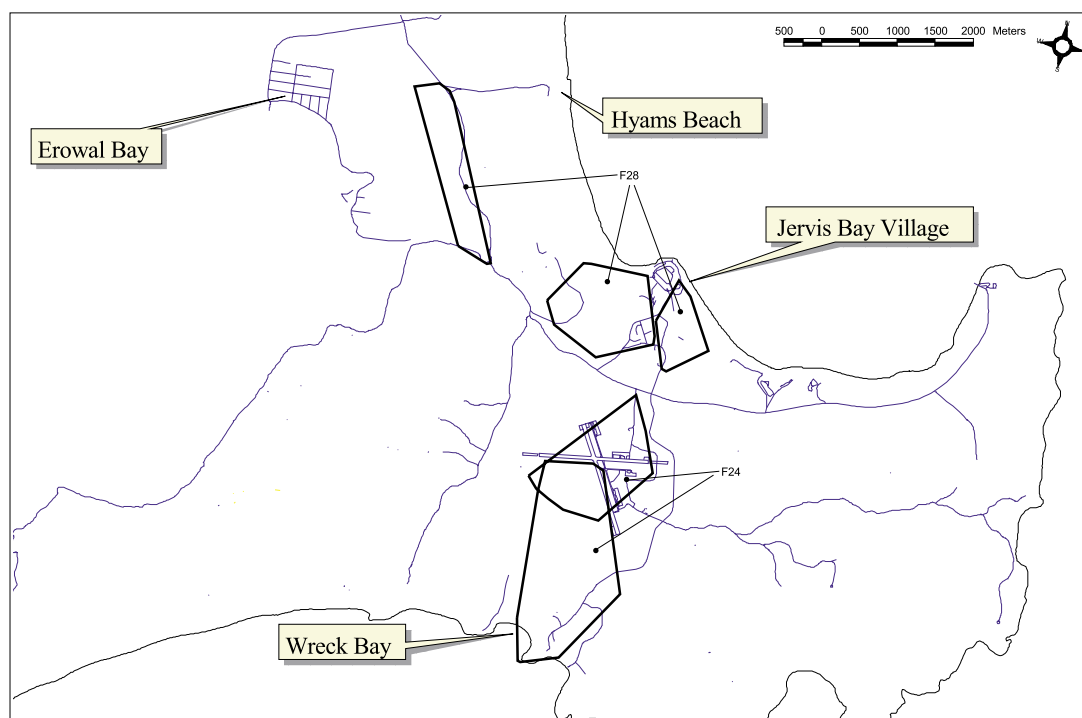 500 0 500 1000 1500 2000 Meters
N
W E
S
Hyams Beach
Erowal Bay
F28
Jervis Bay Village
F24
Wreck Bay